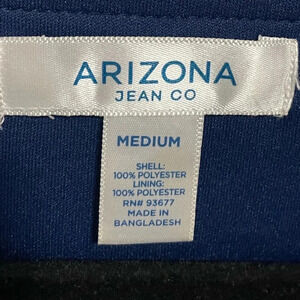 ARIZONA
JEAN CO
MEDIUM
SHELL:
100% POLYESTER
LINING:
100% POLYESTER
RN# 93677
MADE IN
BANGLADESH